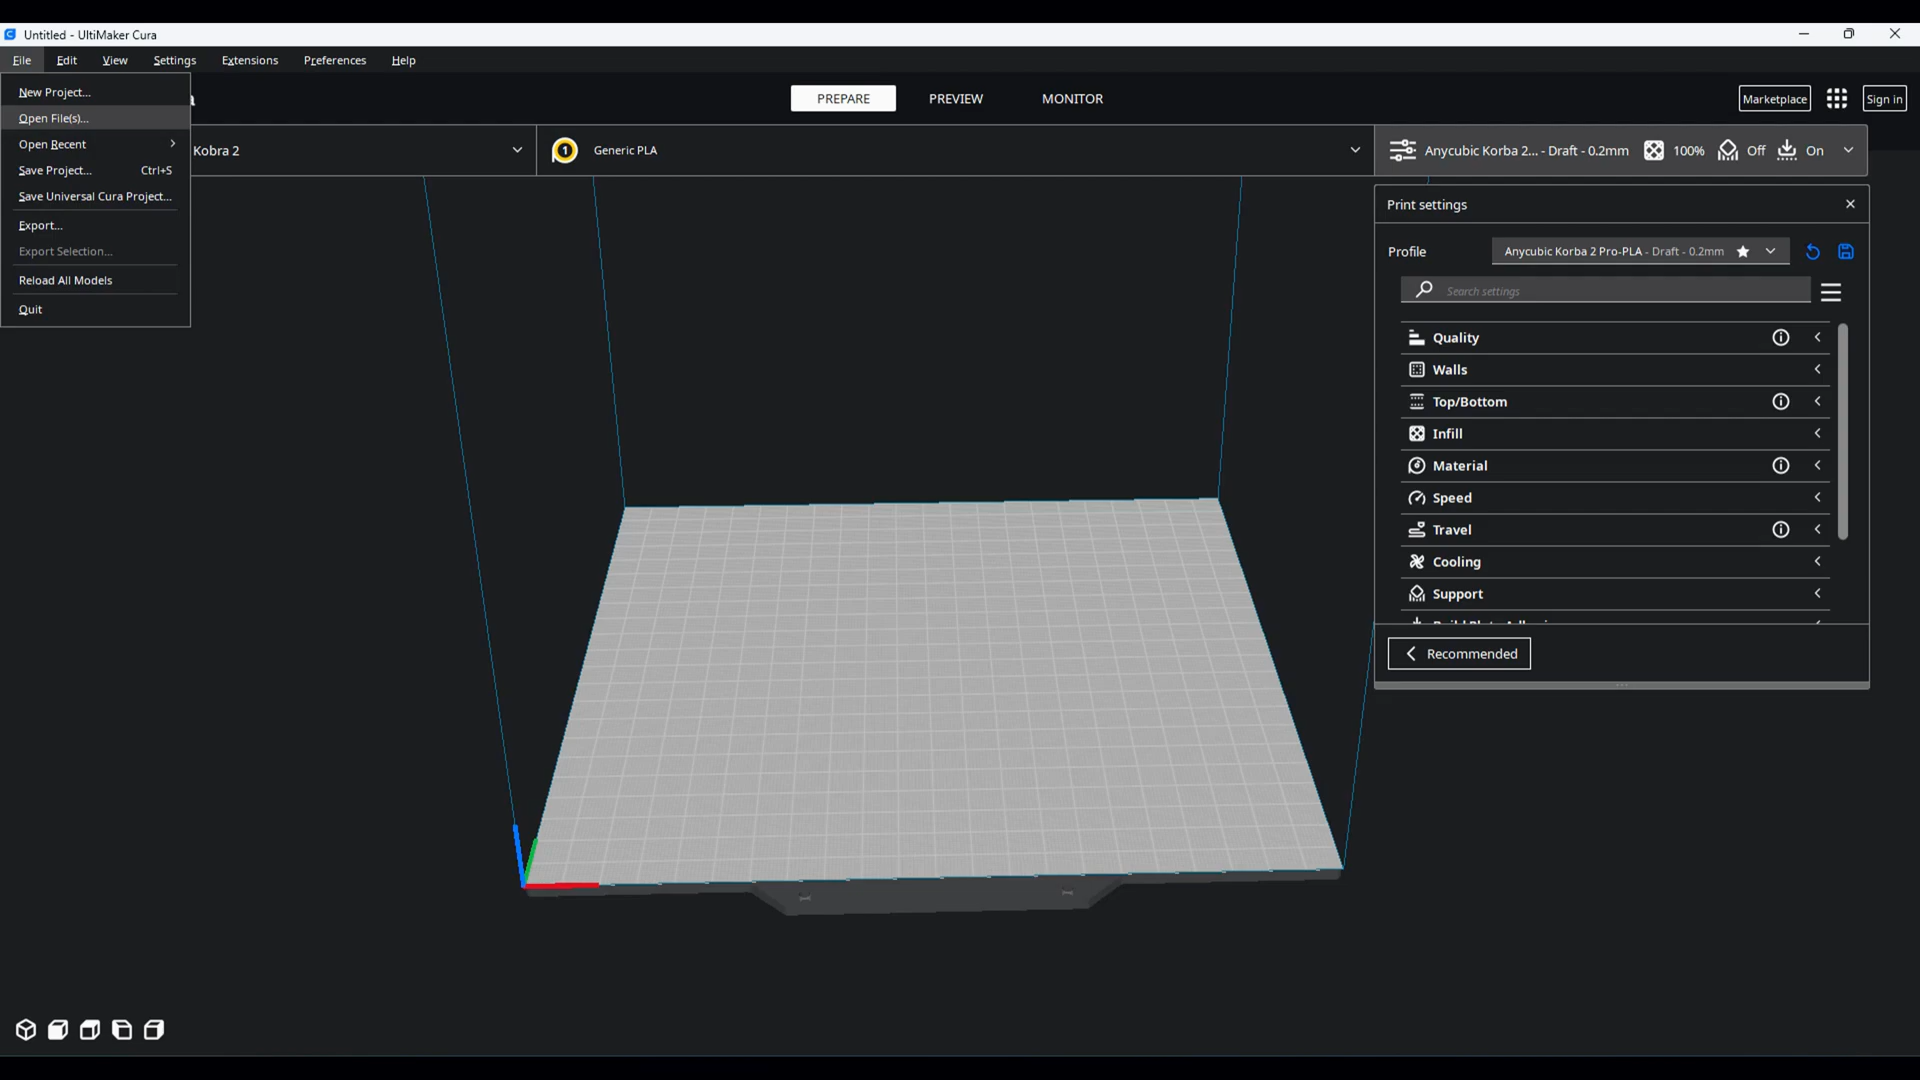 Untitled - UltiMaker Cura
File Edit View Settings Extensions Preferences Help
New Project...
Open File(s)...
Open Recent
Save Project... Ctrl+S
Save Universal Cura Project...
Export...
Export Selection...
Reload All Models
Quit
PREPARE PREVIEW MONITOR
Marketplace Sign in
Kobra 2
1 Generic PLA
Anycubic Korba 2... - Draft - 0.2mm 100% Off On
Print settings
Profile Anycubic Korba 2 Pro-PLA - Draft - 0.2mm
Search settings
Quality
Walls
Top/Bottom
Infill
Material
Speed
Travel
Cooling
Support
Recommended